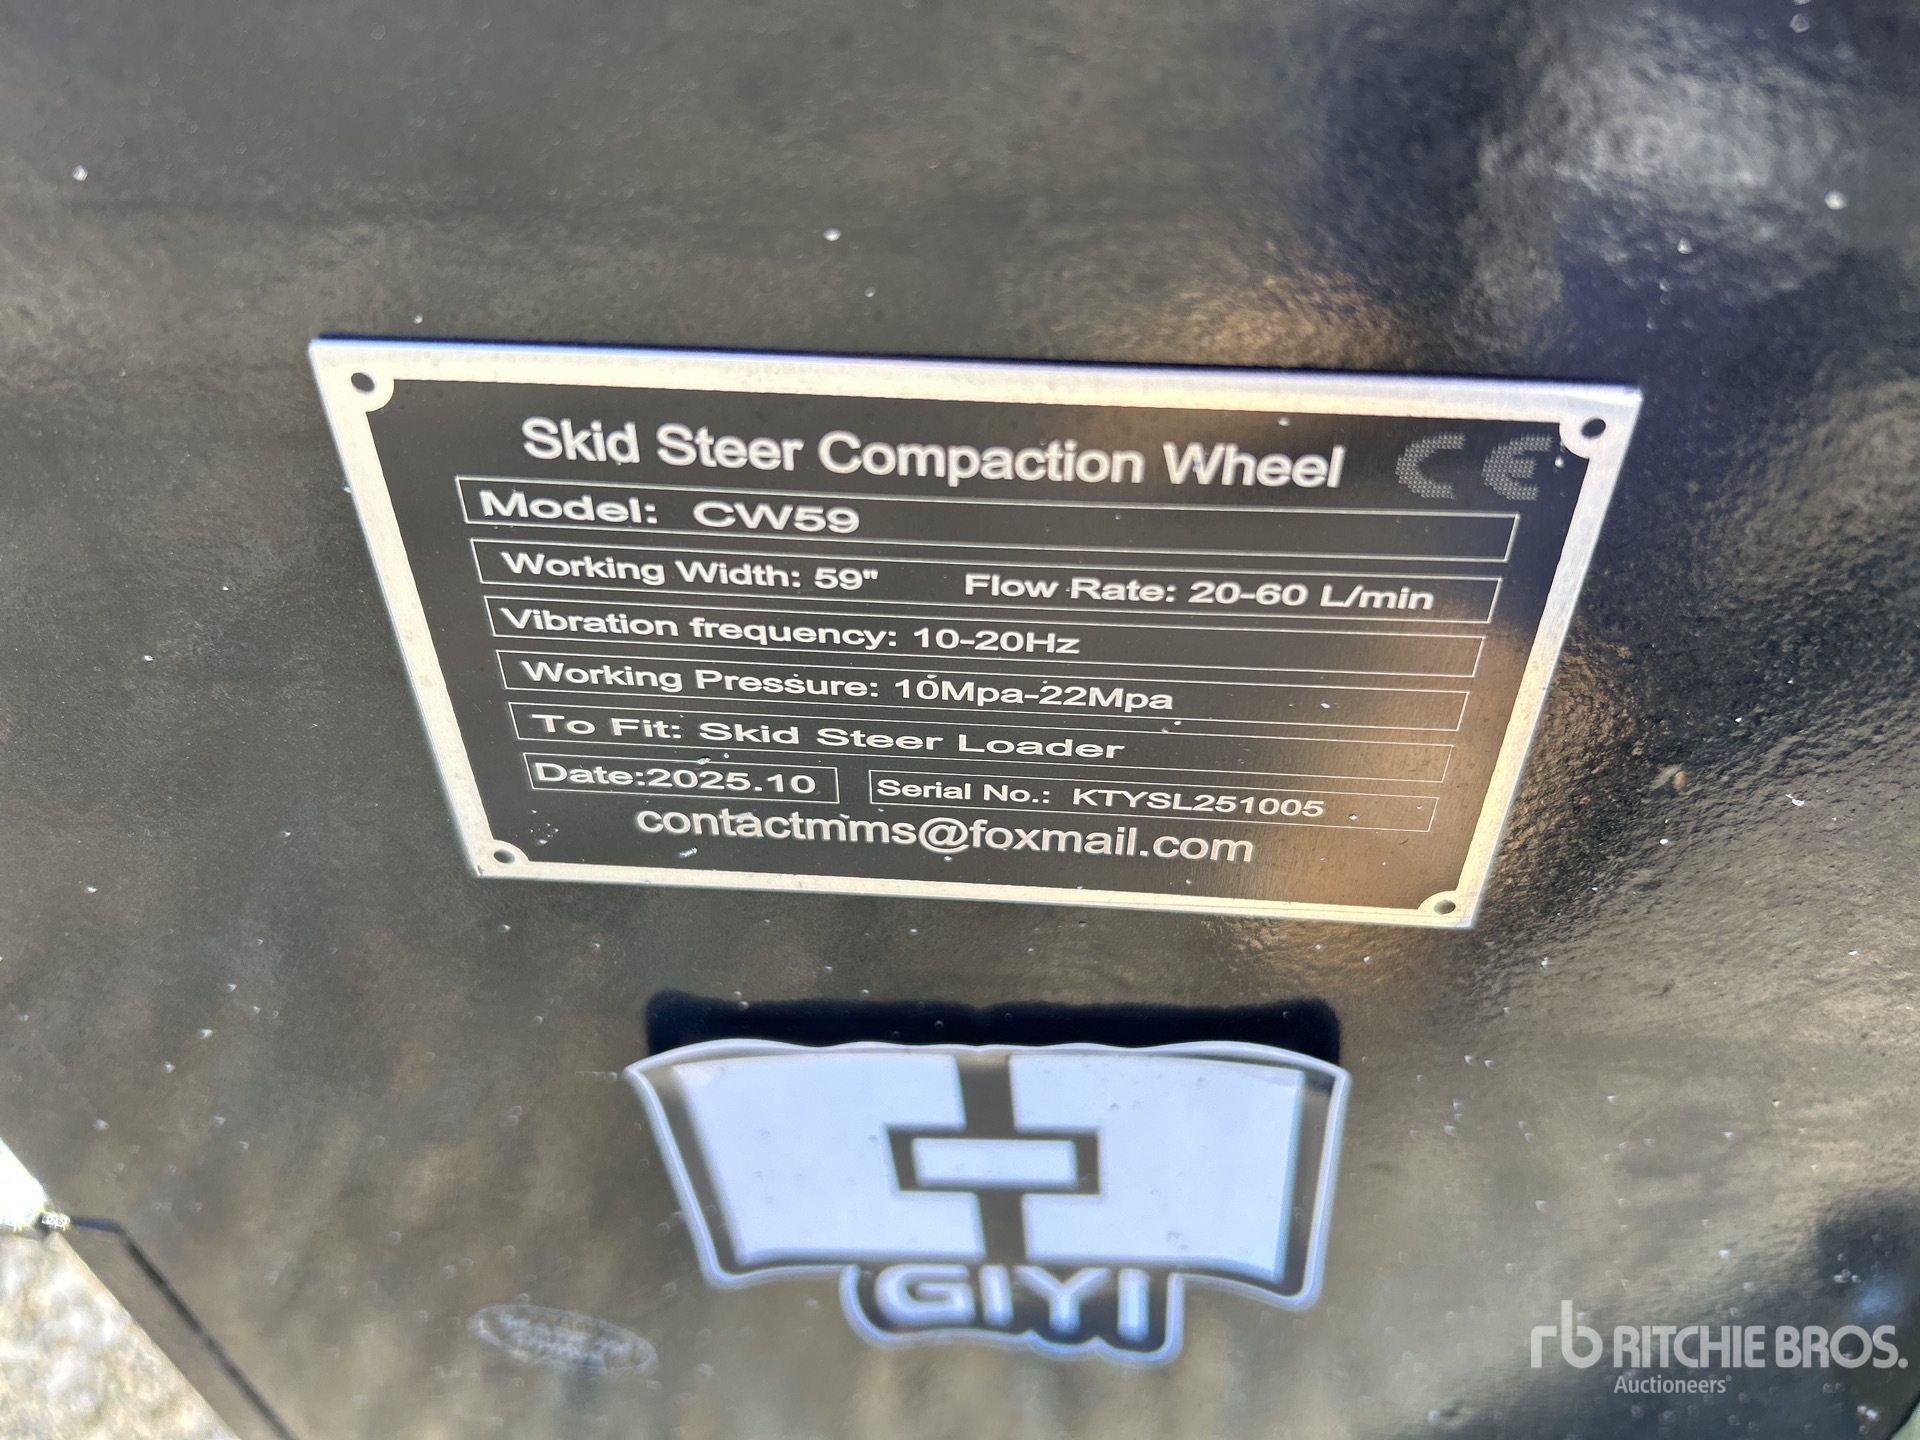 Skid Steer Compaction Wheel CE
Model: CW59
Working Width: 59" Flow Rate: 20-60 L/min
Vibration frequency: 10-20Hz
Working Pressure: 10Mpa-22Mpa
To Fit: Skid Steer Loader
Date:2025.10 Serial No.: KTYSL251005
contactmms@foxmail.com
GIYI
rb RITCHIE BROS.
Auctioneers